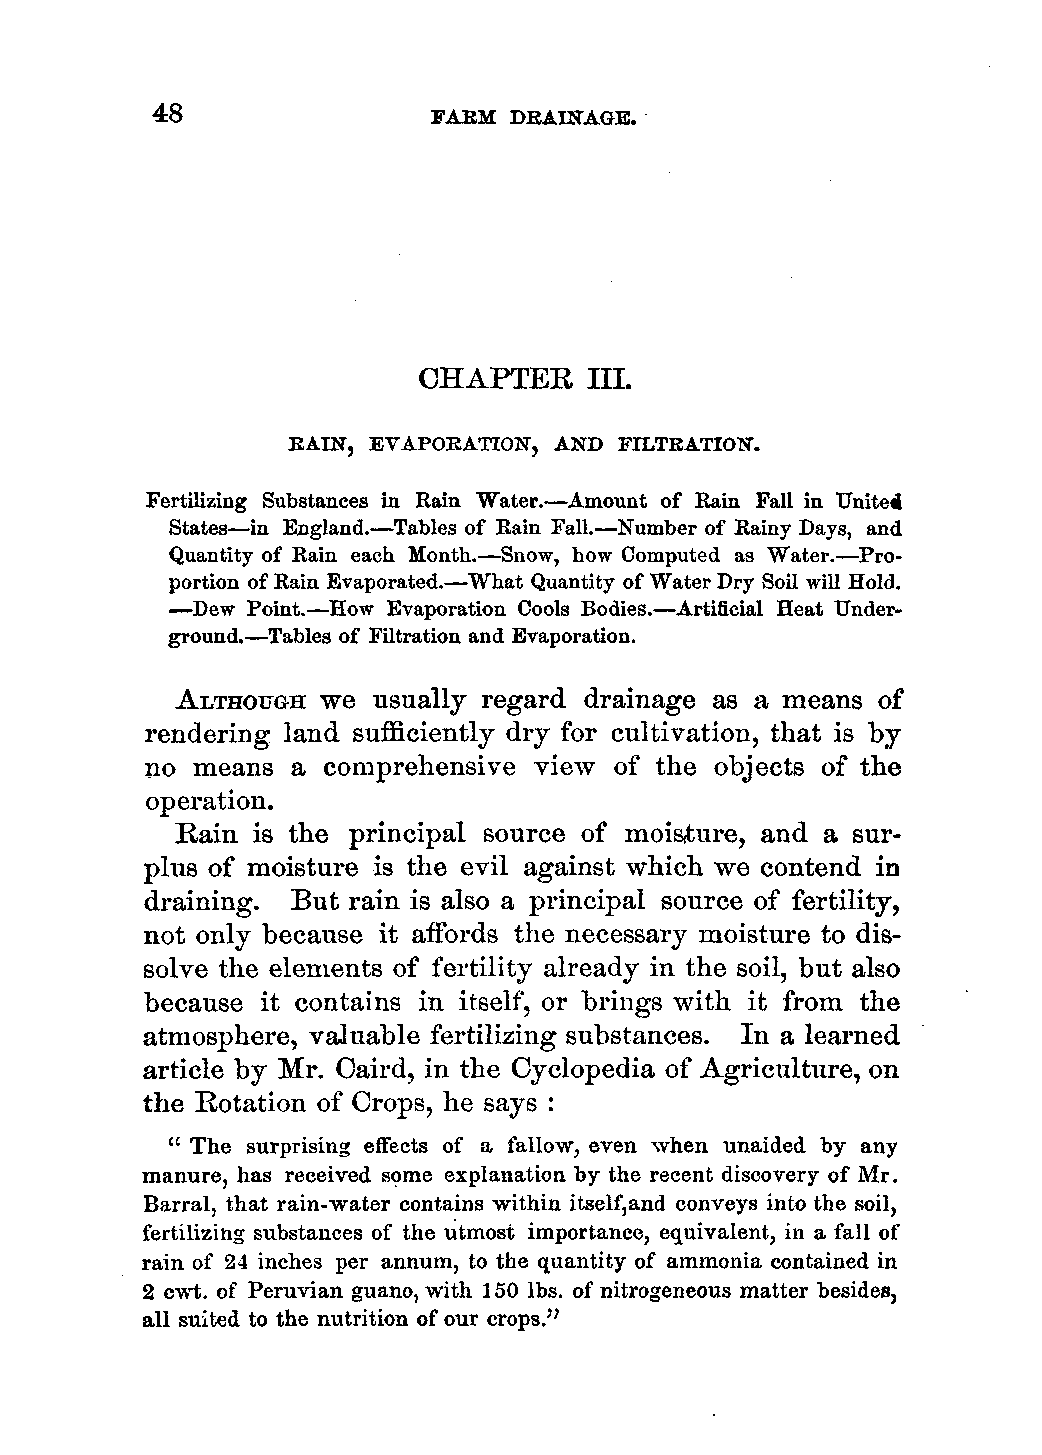 48 FARM DRAINAGE.
CHAPTER III.
RAIN, EVAPORATION, AND FILTRATION.
Fertilizing Substances in Rain Water.—Amount of Rain Fall in United
States—in England.—Tables of Rain Fall.—Number of Rainy Days, and
Quantity of Rain each Month.—Snow, how Computed as Water.—Pro-
portion of Rain Evaporated.—What Quantity of Water Dry Soil will Hold.
—Dew Point.—How Evaporation Cools Bodies.—Artificial Heat Under-
ground.—Tables of Filtration and Evaporation.
ALTHOUGH we usually regard drainage as a means of
rendering land sufficiently dry for cultivation, that is by
no means a comprehensive view of the objects of the
operation.
Rain is the principal source of moisture, and a sur-
plus of moisture is the evil against which we contend in
draining. But rain is also a principal source of fertility,
not only because it affords the necessary moisture to dis-
solve the elements of fertility already in the soil, but also
because it contains in itself, or brings with it from the
atmosphere, valuable fertilizing substances. In a learned
article by Mr. Caird, in the Cyclopedia of Agriculture, on
the Rotation of Crops, he says :
“ The surprising effects of a fallow, even when unaided by any
manure, has received some explanation by the recent discovery of Mr.
Barral, that rain-water contains within itself,and conveys into the soil,
fertilizing substances of the utmost importance, equivalent, in a fall of
rain of 24 inches per annum, to the quantity of ammonia contained in
2 cwt. of Peruvian guano, with 150 lbs. of nitrogeneous matter besides,
all suited to the nutrition of our crops.”